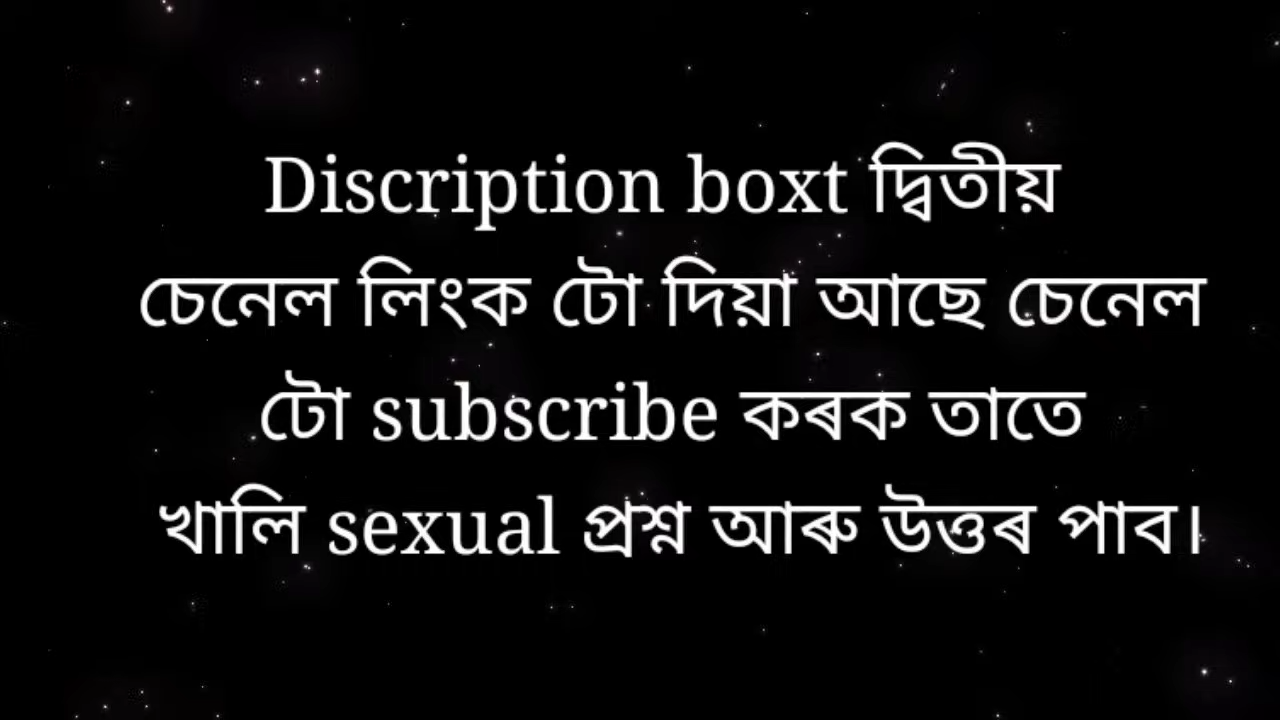 Discription boxt দ্বিতীয়
চেনেল লিংক টো দিয়া আছে চেনেল
টো subscribe কৰক তাতে
খালি sexual প্ৰশ্ন আৰু উত্তৰ পাব।